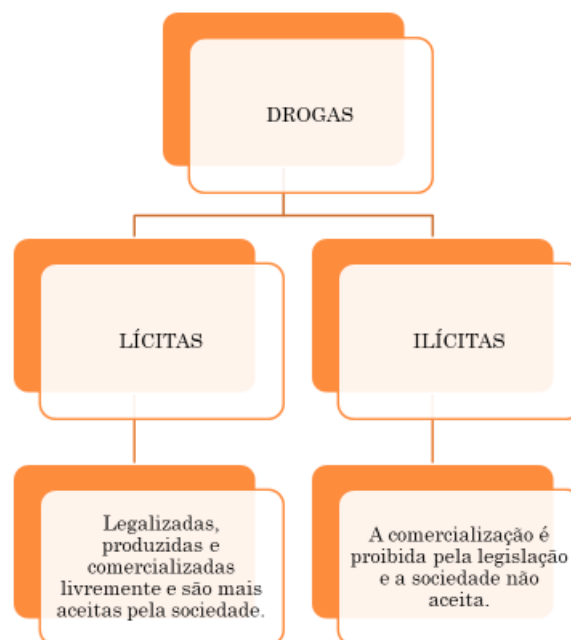 DROGAS
LÍCITAS
ILÍCITAS
Legalizadas,
produzidas e
comercializadas
livremente e são mais
aceitas pela sociedade.
A comercialização é
proibida pela legislação
e a sociedade não
aceita.